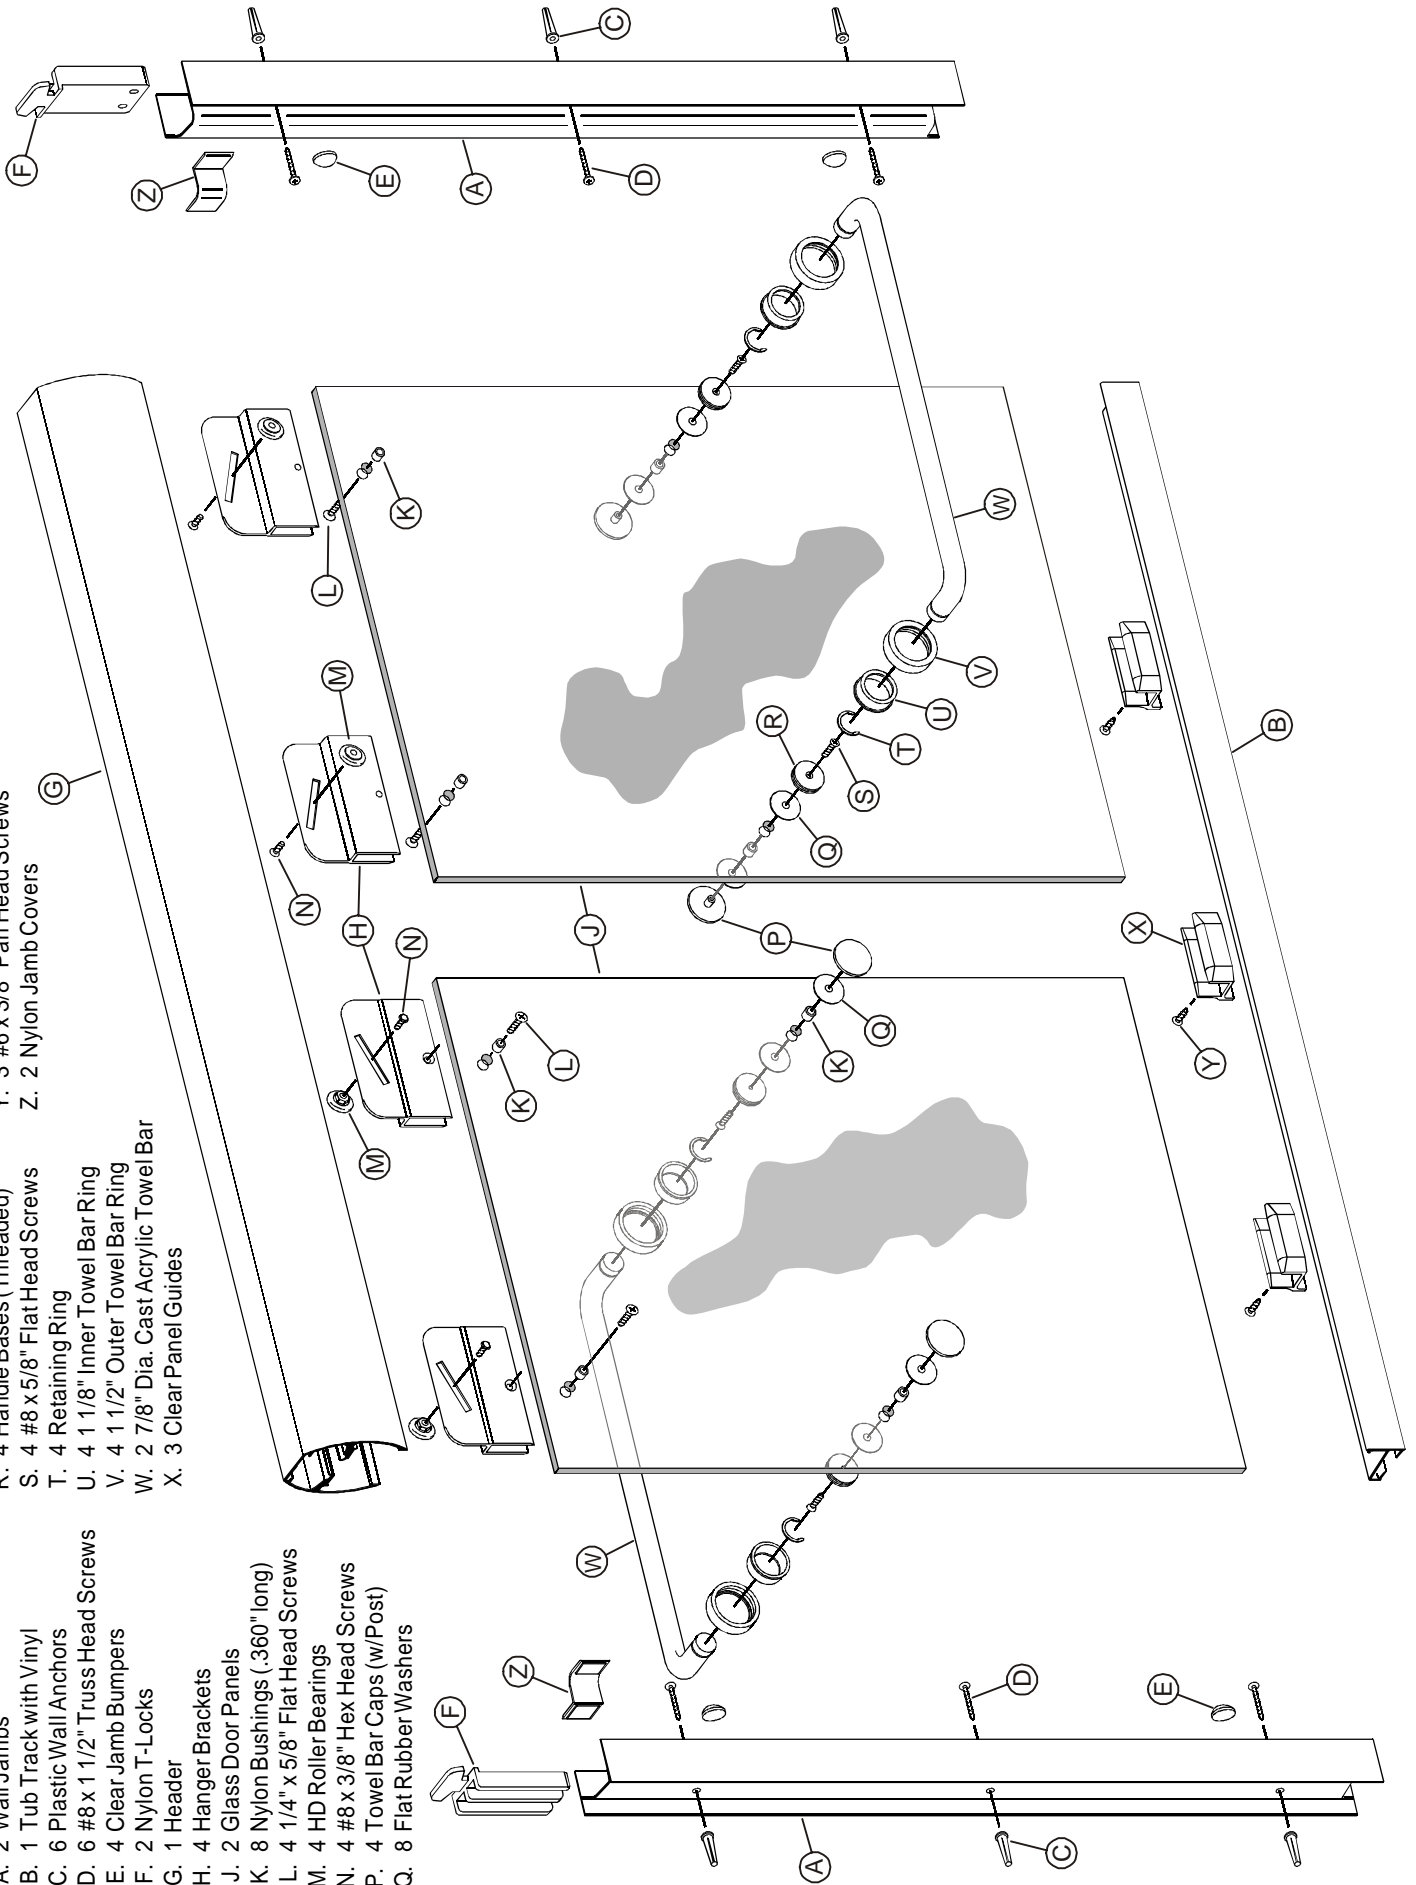 A. 2 Wall Jambs
B. 1 Tub Track with Vinyl
C. 6 Plastic Wall Anchors
D. 6 #8 x 1 1/2" Truss Head Screws
E. 4 Clear Jamb Bumpers
F. 2 Nylon T-Locks
G. 1 Header
H. 4 Hanger Brackets
J. 2 Glass Door Panels
K. 8 Nylon Bushings (.360" long)
L. 4 1/4" x 5/8" Flat Head Screws
M. 4 HD Roller Bearings
N. 4 #8 x 3/8" Hex Head Screws
P. 4 Towel Bar Caps (w/Post)
Q. 8 Flat Rubber Washers
R. 4 Handle Bases (Threaded)
S. 4 #8 x 5/8" Flat Head Screws
T. 4 Retaining Ring
U. 4 1 1/8" Inner Towel Bar Ring
V. 4 1 1/2" Outer Towel Bar Ring
W. 2 7/8" Dia. Cast Acrylic Towel Bar
X. 3 Clear Panel Guides
Y. 3 #6 x 3/8" Pan Head Screws
Z. 2 Nylon Jamb Covers
F
Z
E
A
D
C
G
L
K
M
N
H
N
M
K
L
J
P
Q
K
Q
R
S
T
U
V
W
W
X
Y
B
F
Z
D
E
A
C